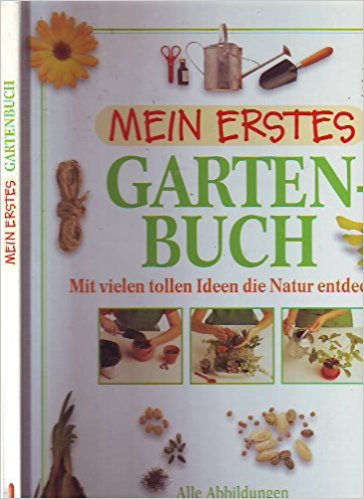 MEIN ERSTES GARTENBUCH
MEIN ERSTES
GARTEN-
BUCH
Mit vielen tollen Ideen die Natur entdec
Alle Abbildungen